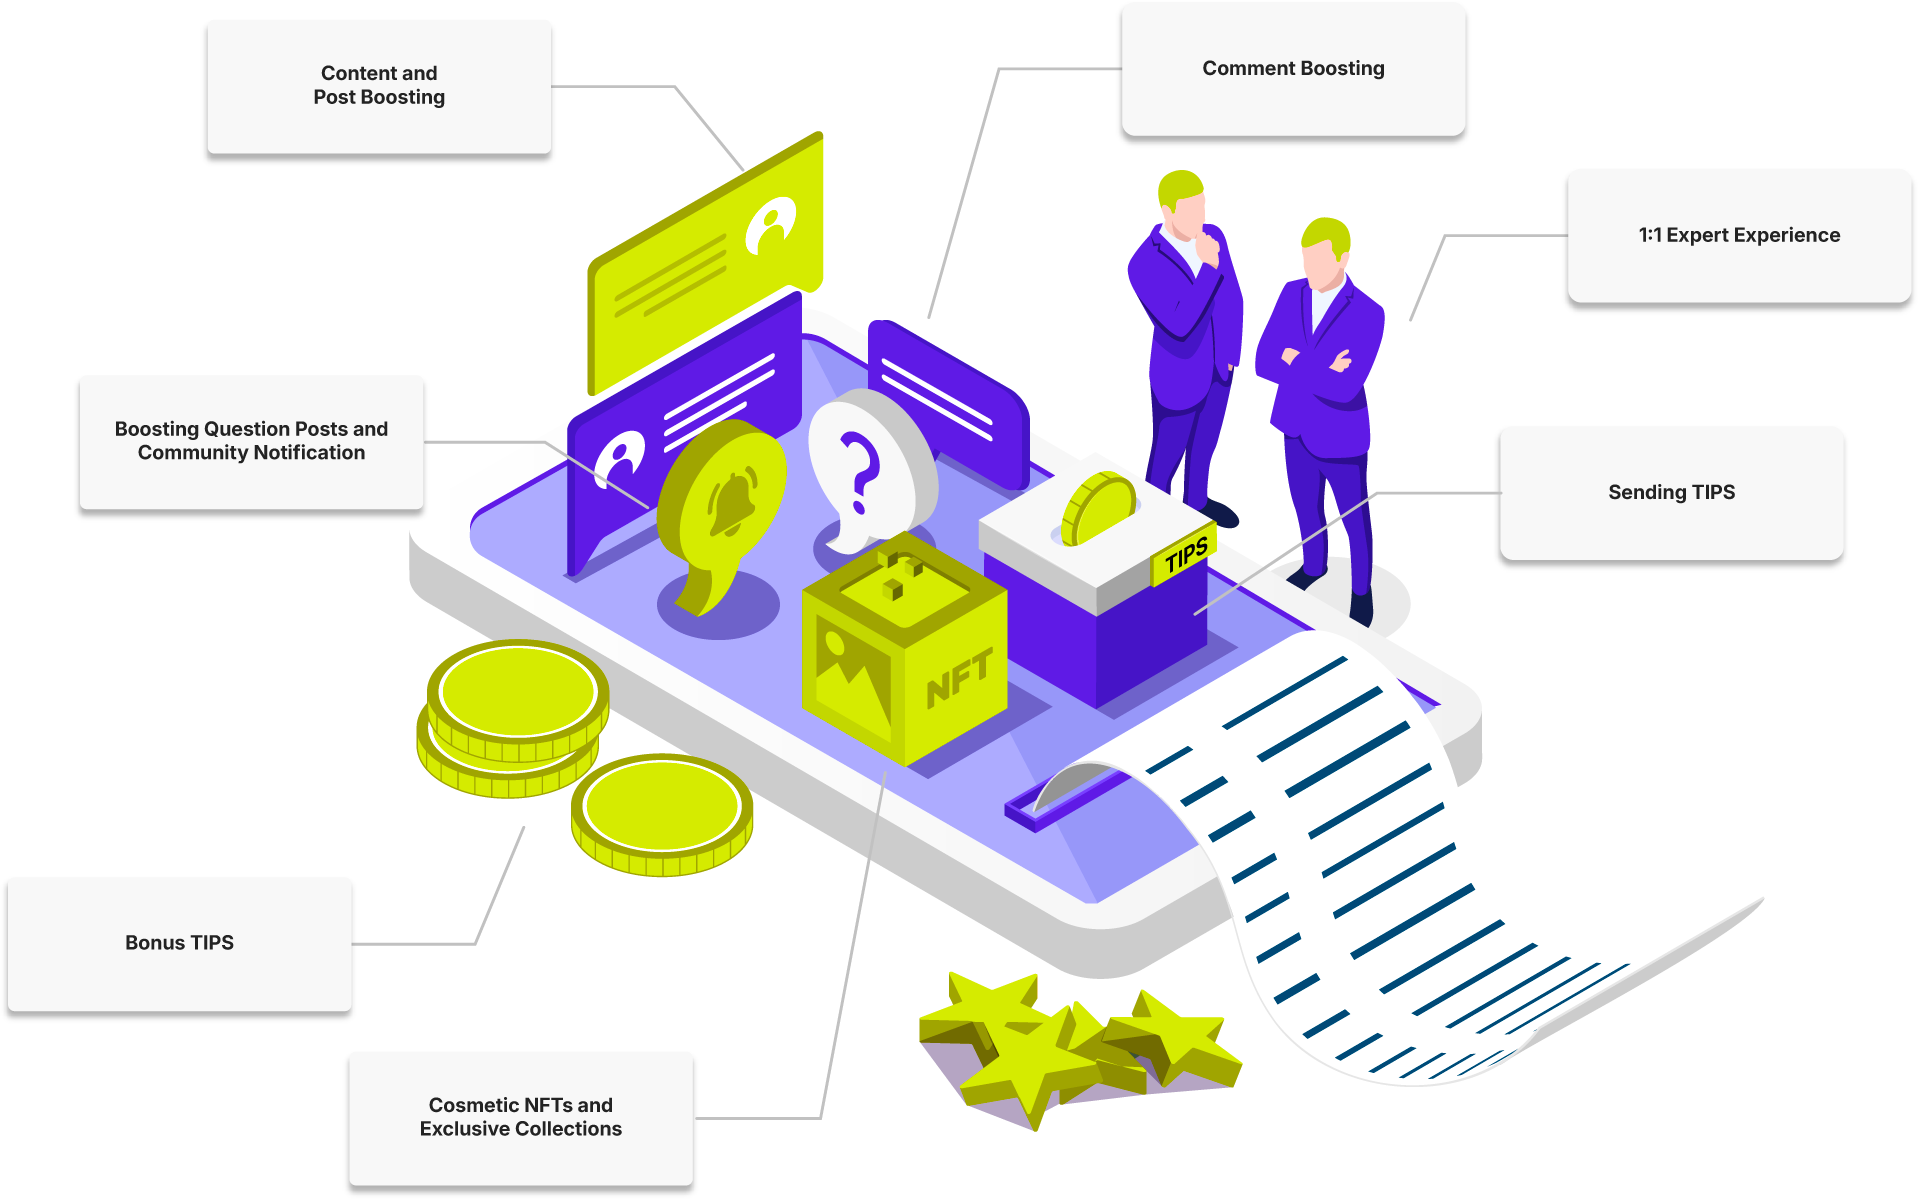 Content and
Post Boosting
Comment Boosting
1:1 Expert Experience
Boosting Question Posts and
Community Notification
Sending TIPS
?
TIPS
NFT
Bonus TIPS
Cosmetic NFTs and
Exclusive Collections